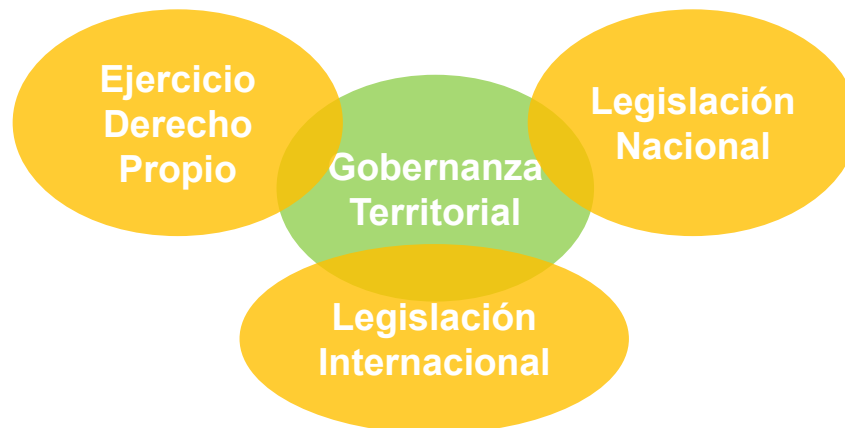 Ejercicio
Derecho
Propio
Legislación
Nacional
Gobernanza
Territorial
Legislación
Internacional